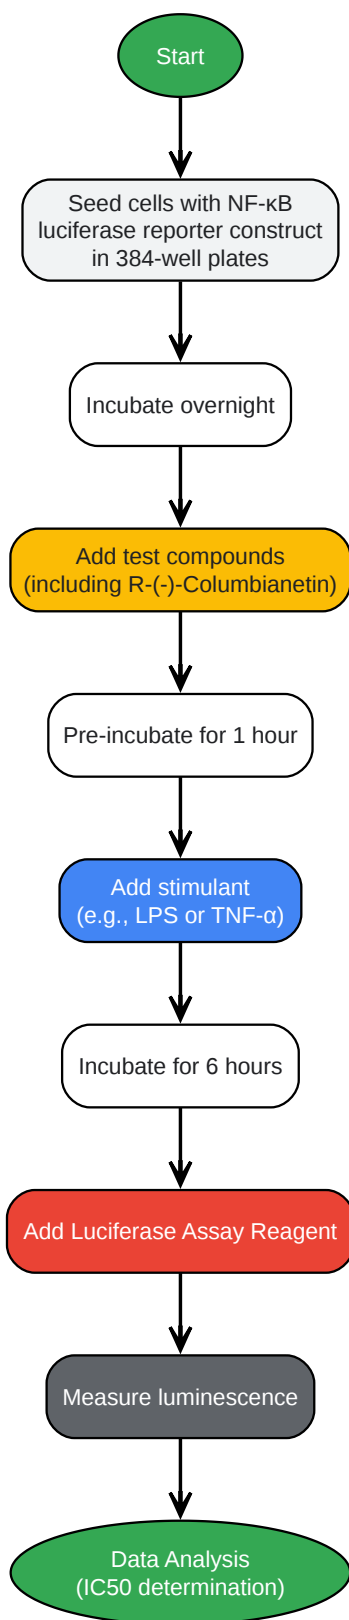 Start
Seed cells with NF-κB
luciferase reporter construct
in 384-well plates
Incubate overnight
Add test compounds
(including R-(-)-Columbianetin)
Pre-incubate for 1 hour
Add stimulant
(e.g., LPS or TNF-α)
Incubate for 6 hours
Add Luciferase Assay Reagent
Measure luminescence
Data Analysis
(IC50 determination)